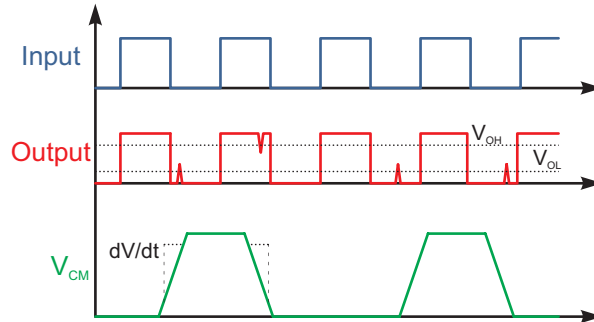 Input
Output
VOH
VOL
dV/dt
VCM